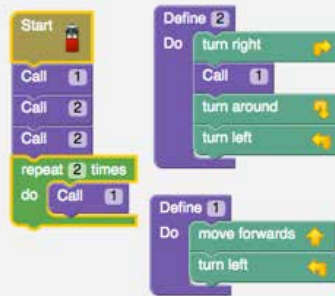 Start
Call 1
Call 2
Call 2
repeat 2 times
do Call 1
Define 2
Do turn right
Call 1
turn around
turn left
Define 1
Do move forwards
turn left